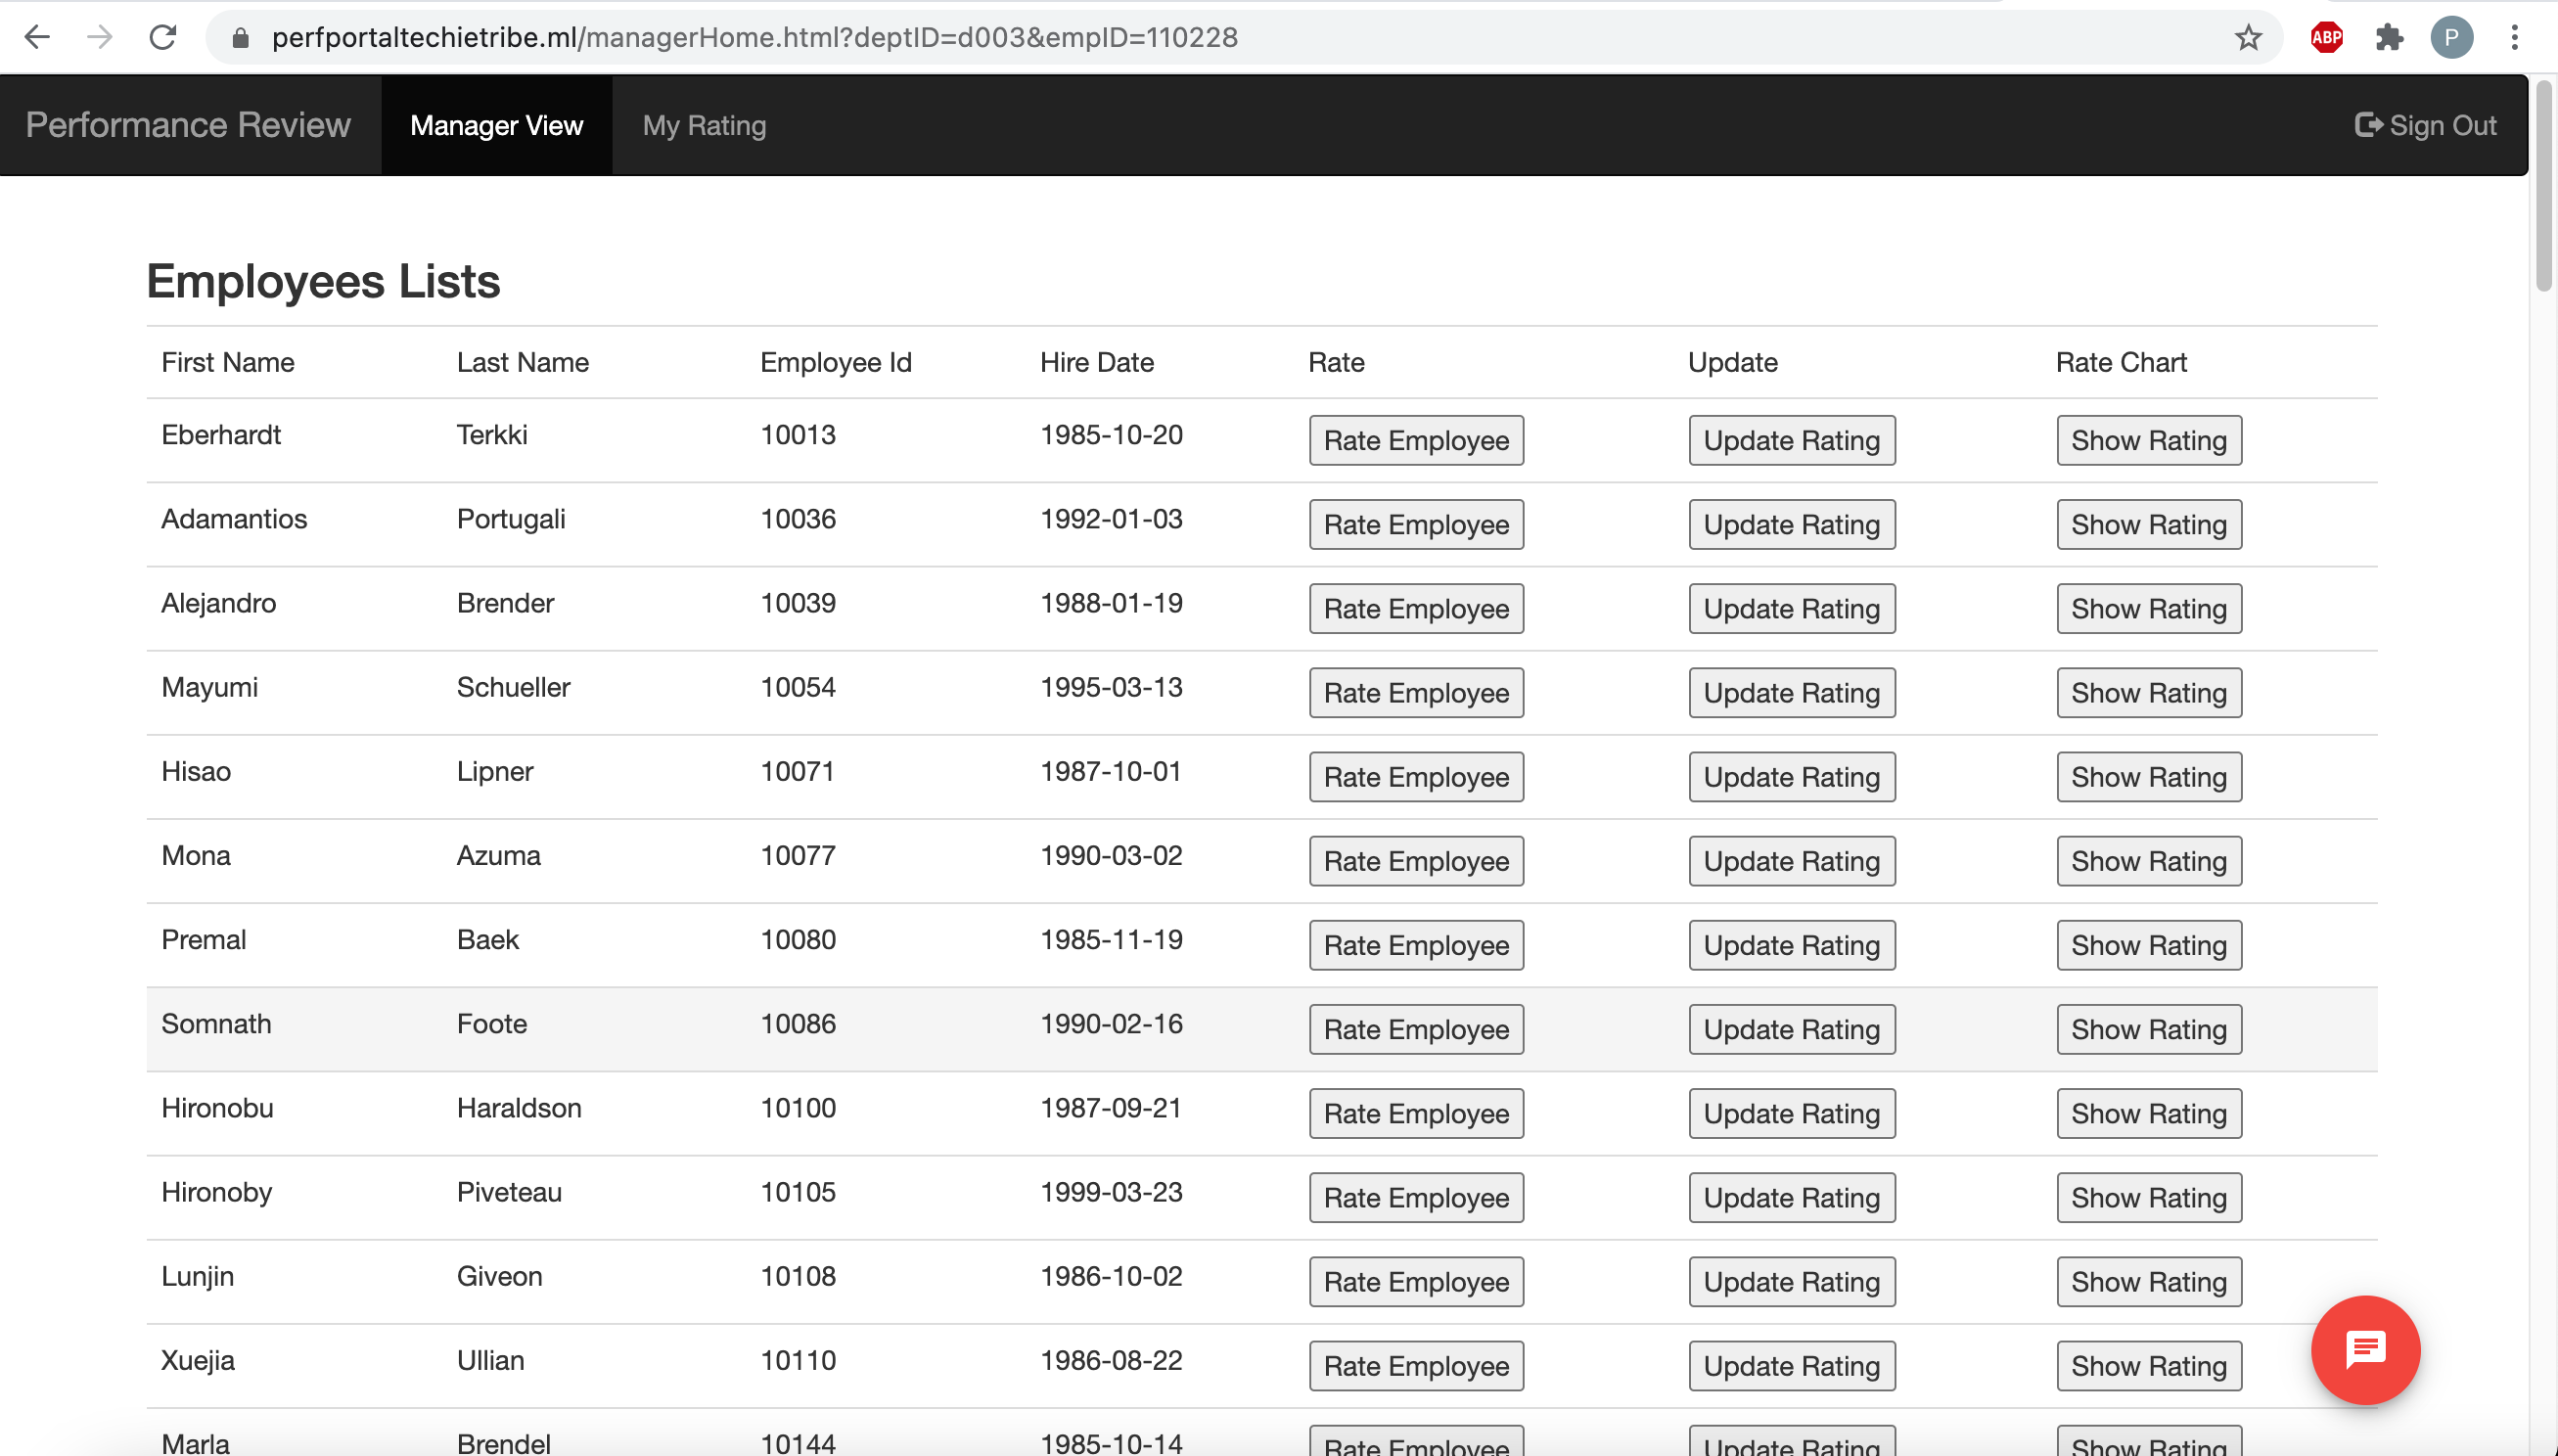 perfportaltechietribe.ml/managerHome.html?deptID=d003&empID=110228 ABP P
Performance Review Manager View My Rating Sign Out
Employees Lists
First Name Last Name Employee Id Hire Date Rate Update Rate Chart
Eberhardt Terkki 10013 1985-10-20 Rate Employee Update Rating Show Rating
Adamantios Portugali 10036 1992-01-03 Rate Employee Update Rating Show Rating
Alejandro Brender 10039 1988-01-19 Rate Employee Update Rating Show Rating
Mayumi Schueller 10054 1995-03-13 Rate Employee Update Rating Show Rating
Hisao Lipner 10071 1987-10-01 Rate Employee Update Rating Show Rating
Mona Azuma 10077 1990-03-02 Rate Employee Update Rating Show Rating
Premal Baek 10080 1985-11-19 Rate Employee Update Rating Show Rating
Somnath Foote 10086 1990-02-16 Rate Employee Update Rating Show Rating
Hironobu Haraldson 10100 1987-09-21 Rate Employee Update Rating Show Rating
Hironoby Piveteau 10105 1999-03-23 Rate Employee Update Rating Show Rating
Lunjin Giveon 10108 1986-10-02 Rate Employee Update Rating Show Rating
Xuejia Ullian 10110 1986-08-22 Rate Employee Update Rating Show Rating
Marla Brendel 10144 1985-10-14 Rate Employee Update Rating Show Rating